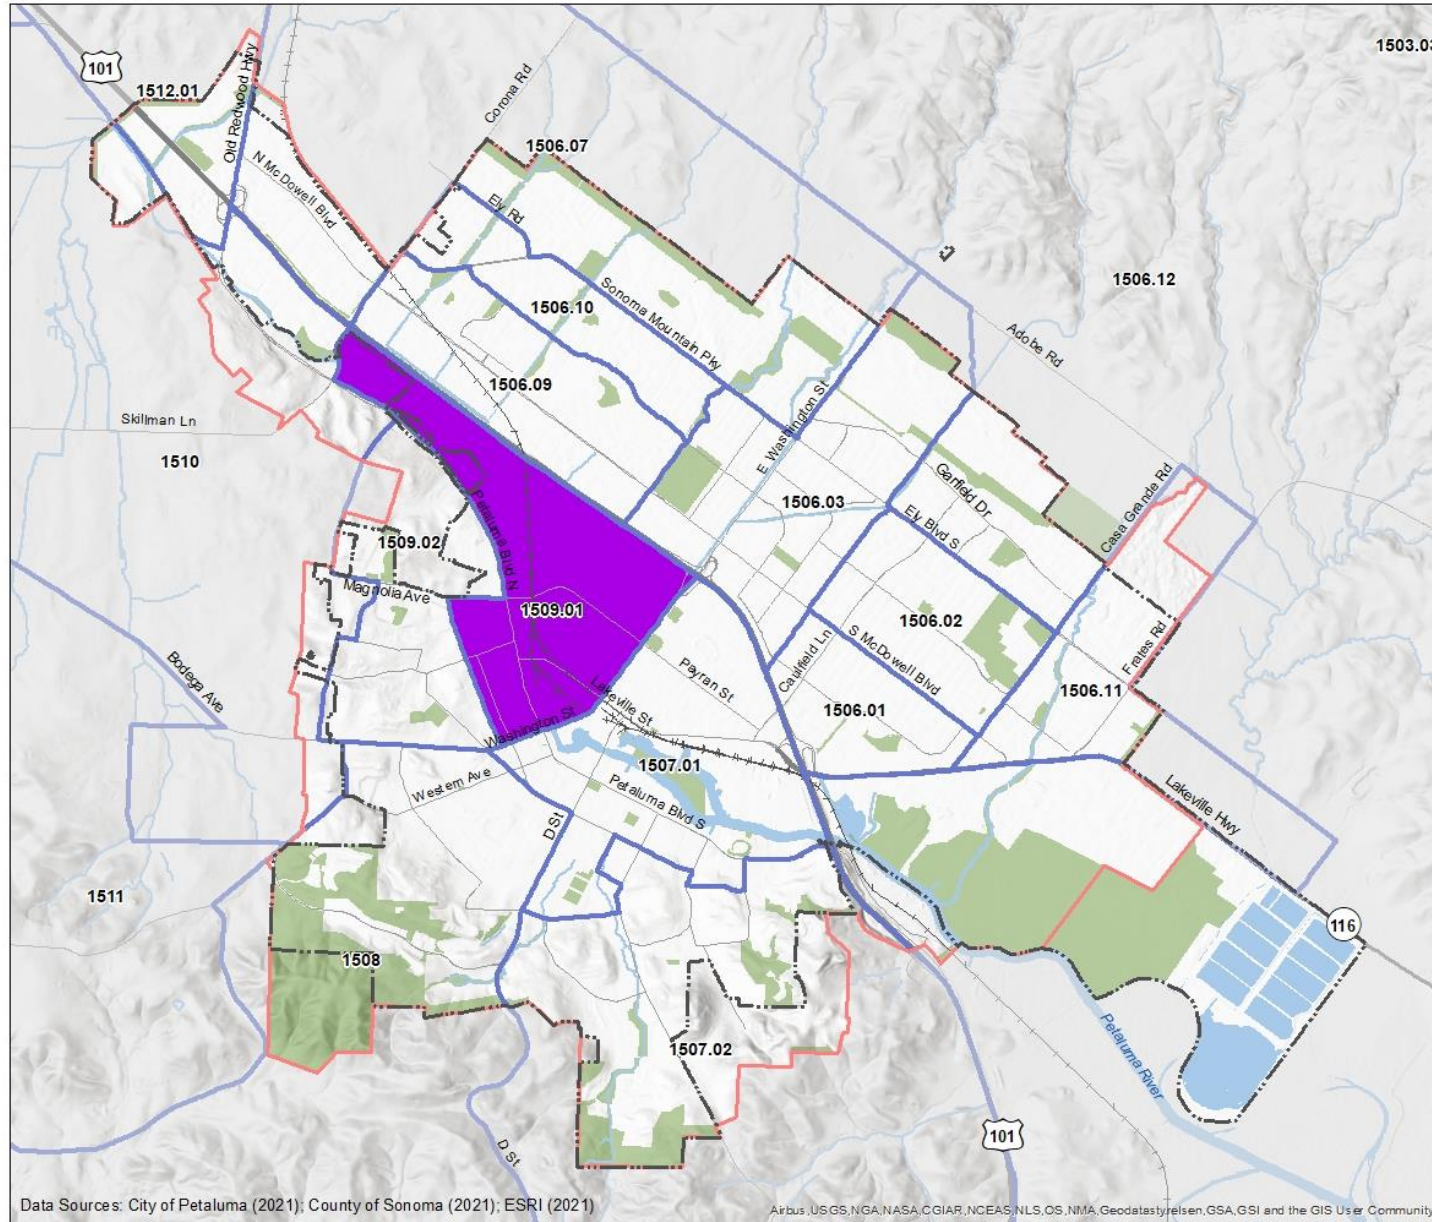 1503.03
101
1512.01
Old Redwood Hwy
Corona Rd
N McDowell Blvd
1506.07
Ely Rd
1506.12
1506.10
Sonoma Mountain Pky
Adobe Rd
1506.09
Skillman Ln
E Washington St
1510
Garfield Dr
Casa Grande Rd
1506.03
Petaluma Blvd N
Ely Blvd S
1509.02
Magnolia Ave
1509.01
1506.02
Frates Rd
Caulfield Ln
S McDowell Blvd
Bodega Ave
Payran St
1506.11
Lakeville St
1506.01
Washington St
1507.01
Western Ave
Petaluma Blvd S
Lakeville Hwy
D St
1511
116
1508
1507.02
Petaluma River
101
D St
Data Sources: City of Petaluma (2021); County of Sonoma (2021); ESRI (2021)
Airbus,USGS,NGA,NASA,CGIAR,NCEAS,NLS,OS,NMA,Geodatastyrelsen,GSA,GSI and the GIS User Community